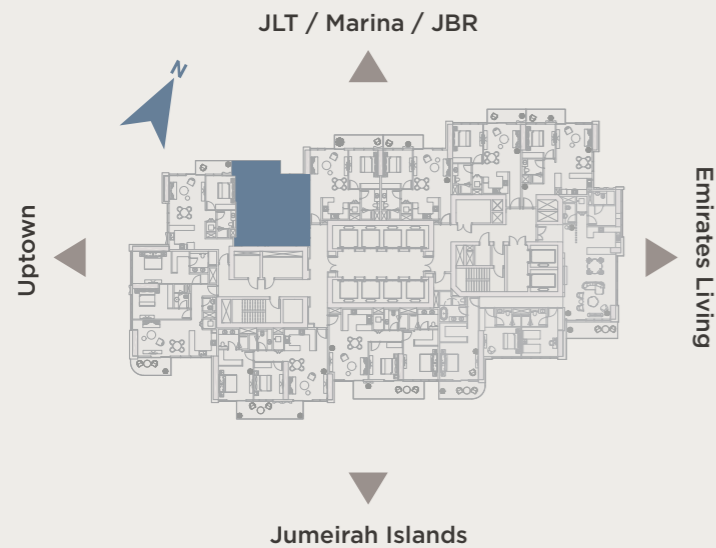 JLT / Marina / JBR
N
Uptown
Emirates Living
Jumeirah Islands